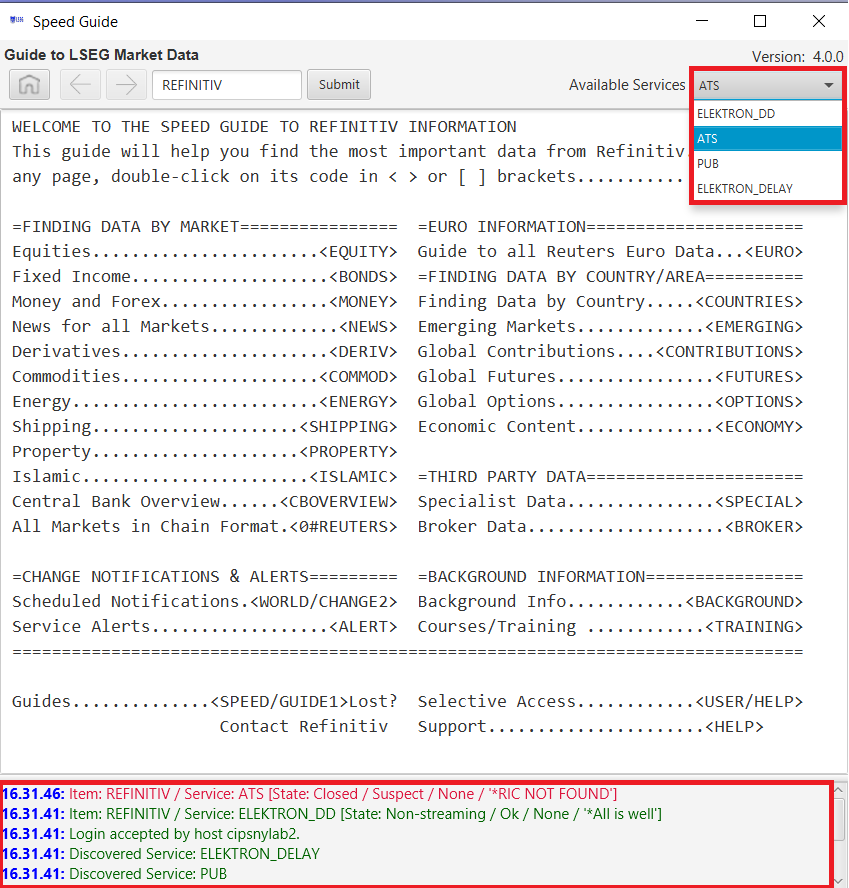 Speed Guide
Guide to LSEG Market Data
Version: 4.0.0
REFINITIV Submit Available Services ATS
ELEKTRON_DD
ATS
PUB
ELEKTRON_DELAY
WELCOME TO THE SPEED GUIDE TO REFINITIV INFORMATION
This guide will help you find the most important data from Refinitiv.
any page, double-click on its code in < > or [ ] brackets...........
=FINDING DATA BY MARKET================ =EURO INFORMATION======================
Equities.......................<EQUITY> Guide to all Reuters Euro Data...<EURO>
Fixed Income....................<BONDS> =FINDING DATA BY COUNTRY/AREA==========
Money and Forex.................<MONEY> Finding Data by Country.....<COUNTRIES>
News for all Markets.............<NEWS> Emerging Markets.............<EMERGING>
Derivatives.....................<DERIV> Global Contributions....<CONTRIBUTIONS>
Commodities....................<COMMOD> Global Futures................<FUTURES>
Energy.........................<ENERGY> Global Options................<OPTIONS>
Shipping.....................<SHIPPING> Economic Content..............<ECONOMY>
Property.....................<PROPERTY>
Islamic.......................<ISLAMIC> =THIRD PARTY DATA======================
Central Bank Overview......<CBOVERVIEW> Specialist Data...............<SPECIAL>
All Markets in Chain Format.<0#REUTERS> Broker Data....................<BROKER>
=CHANGE NOTIFICATIONS & ALERTS========= =BACKGROUND INFORMATION================
Scheduled Notifications.<WORLD/CHANGE2> Background Info............<BACKGROUND>
Service Alerts..................<ALERT> Courses/Training ............<TRAINING>
================================================================================
Guides..............<SPEED/GUIDE1>Lost? Selective Access............<USER/HELP>
Contact Refinitiv Support......................<HELP>
16.31.46: Item: REFINITIV / Service: ATS [State: Closed / Suspect / None / '*RIC NOT FOUND']
16.31.41: Item: REFINITIV / Service: ELEKTRON_DD [State: Non-streaming / Ok / None / '*All is well']
16.31.41: Login accepted by host cipsnylab2.
16.31.41: Discovered Service: ELEKTRON_DELAY
16.31.41: Discovered Service: PUB